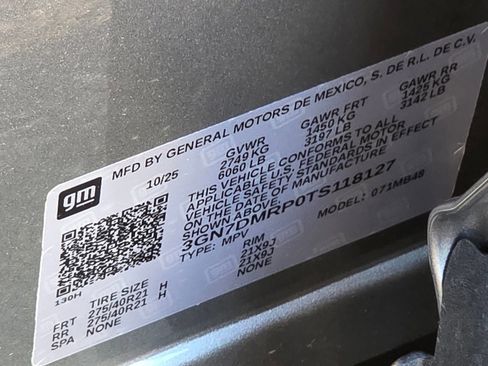 gm
MFD BY GENERAL MOTORS DE MEXICO, S. DE R.L. DE C.V.
10/25 GVWR GAWR FRT GAWR RR
2749 KG 1450 KG 1425 KG
6060 LB 3197 LB 3142 LB
THIS VEHICLE CONFORMS TO ALL
APPLICABLE U.S. FEDERAL MOTOR
VEHICLE SAFETY STANDARDS IN EFFECT
ON THE DATE OF MANUFACTURE SHOWN ABOVE.
3GN7DMRP0TS118127
TYPE: MPV MODEL: 071MB48
130H
TIRE SIZE RIM
FRT 275/40R21 H 21X9J
RR 275/40R21 H 21X9J
SPA NONE NONE